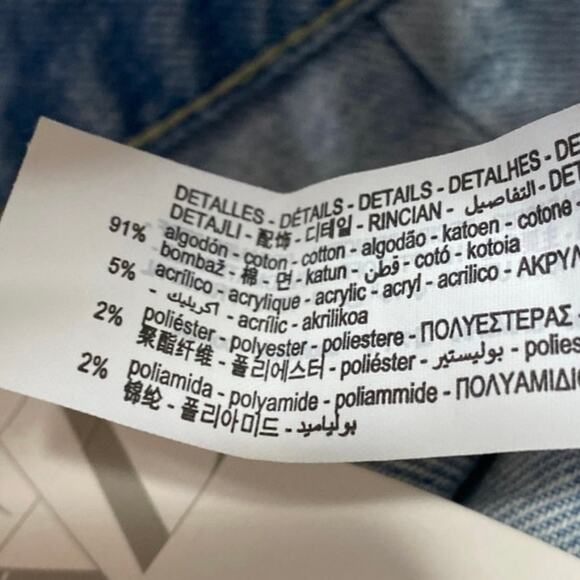 DETALLES - DÉTAILS - DETAILS - DETALHES - DE
DETAJLI - 配饰 - 디테일 - RINCIAN - التفاصيل - DET
91% algodón - coton - cotton - algodão - katoen - cotone -
bombaž - 棉 - 면 - katun - قطن - cotó - kotoia
5% acrílico - acrylique - acrylic - acryl - acrilico - ΑΚΡΥΛ
- اكريليك - acrílic - akrilikoa
2% poliéster - polyester - poliestere - ΠΟΛΥΕΣΤΕΡΑΣ -
聚酯纤维 - 폴리에스터 - poliéster - بوليستير - polies
2% poliamida - polyamide - poliammide - ΠΟΛΥΑΜΙΔΙΟ
锦纶 - 폴리아미드 - بولياميد